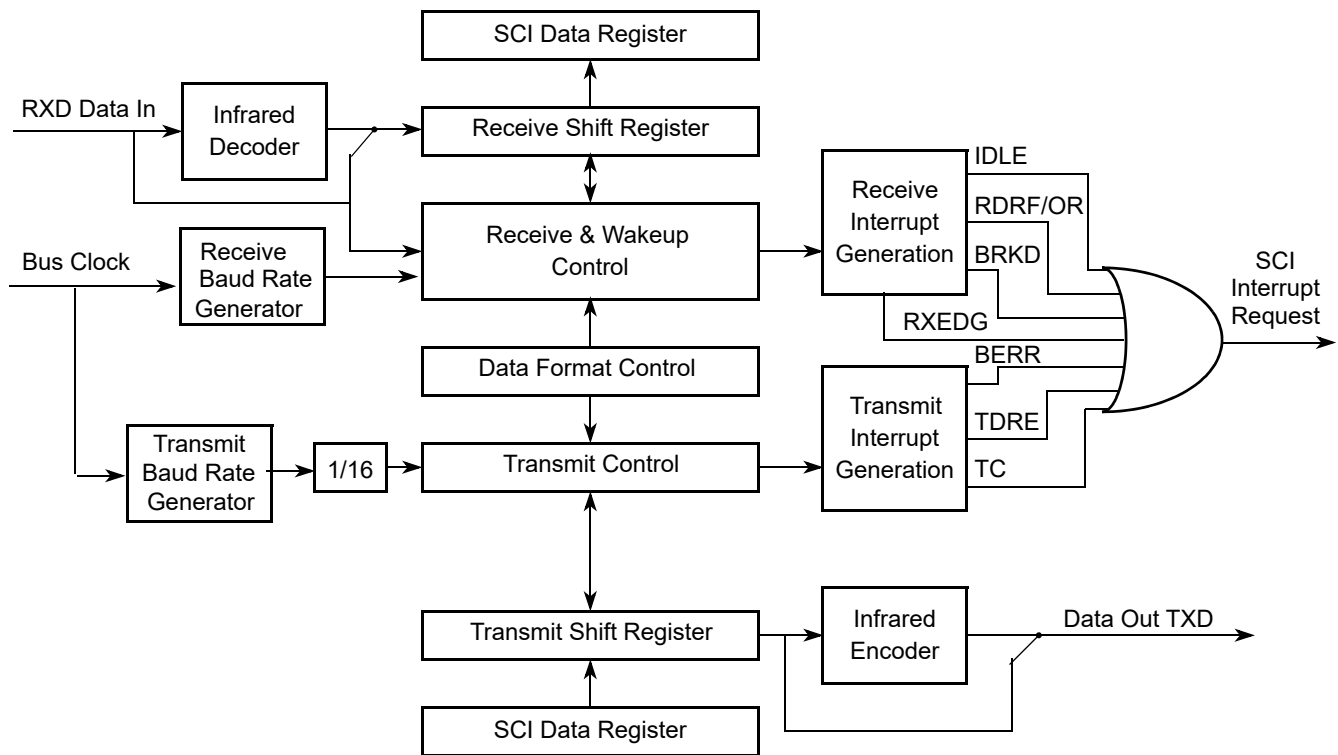 SCI Data Register
RXD Data In
Infrared
Decoder
Receive Shift Register
Receive & Wakeup
Control
Bus Clock
Receive
Baud Rate
Generator
Data Format Control
Transmit
Baud Rate
Generator
1/16
Transmit Control
Receive
Interrupt
Generation
IDLE
RDRF/OR
BRKD
RXEDG
BERR
Transmit
Interrupt
Generation
TDRE
TC
SCI
Interrupt
Request
Transmit Shift Register
Infrared
Encoder
Data Out TXD
SCI Data Register